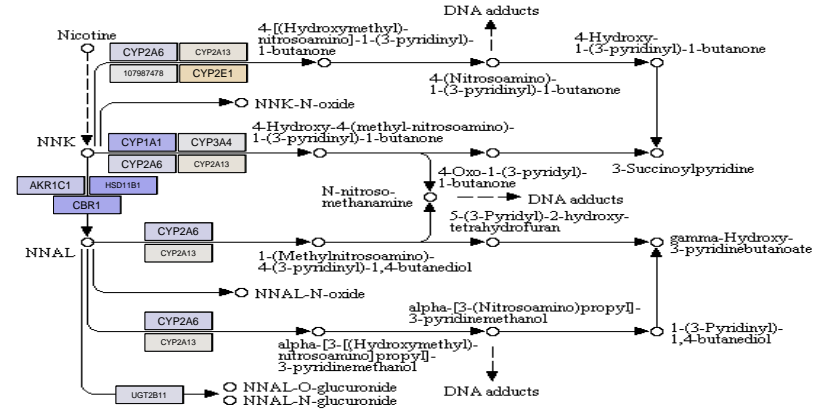 DNA adducts
Nicotine
4-[(Hydroxymethyl)-
nitrosoamino]-1-(3-pyridinyl)-
1-butanone
4-Hydroxy-
1-(3-pyridinyl)-1-butanone
CYP2A6
CYP2A13
107987478
CYP2E1
4-(Nitrosoamino)-
1-(3-pyridinyl)-1-butanone
NNK-N-oxide
NNK
CYP1A1
CYP3A4
CYP2A6
CYP2A13
4-Hydroxy-4-(methyl-nitrosoamino)-
1-(3-pyridinyl)-1-butanone
3-Succinoylpyridine
AKR1C1
HSD11B1
CBR1
4-Oxo-1-(3-pyridyl)-
1-butanone
N-nitroso-
methanamine
DNA adducts
5-(3-Pyridyl)-2-hydroxy-
tetrahydrofuran
NNAL
CYP2A6
CYP2A13
1-(Methylnitrosoamino)-
4-(3-pyridinyl)-1,4-butanediol
gamma-Hydroxy-
3-pyridinebutanoate
NNAL-N-oxide
CYP2A6
CYP2A13
alpha-[3-(Nitrosoamino)propyl]-
3-pyridinemethanol
alpha-[3-[(Hydroxymethyl)-
nitrosoamino]propyl]-
3-pyridinemethanol
1-(3-Pyridinyl)-
1,4-butanediol
UGT2B11
NNAL-O-glucuronide
NNAL-N-glucuronide
DNA adducts